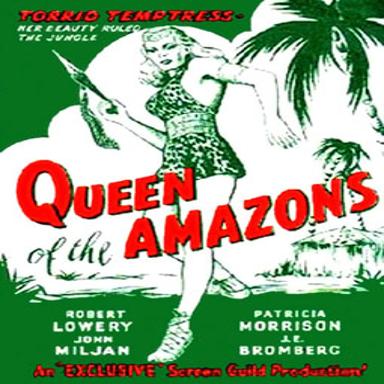 TORRID TEMPTRESS-
HER BEAUTY RULED
THE JUNGLE
QUEEN
of the AMAZONS
ROBERT
LOWERY
JOHN
MILJAN
PATRICIA
MORRISON
J.E.
BROMBERG
An "EXCLUSIVE" Screen Guild Production'